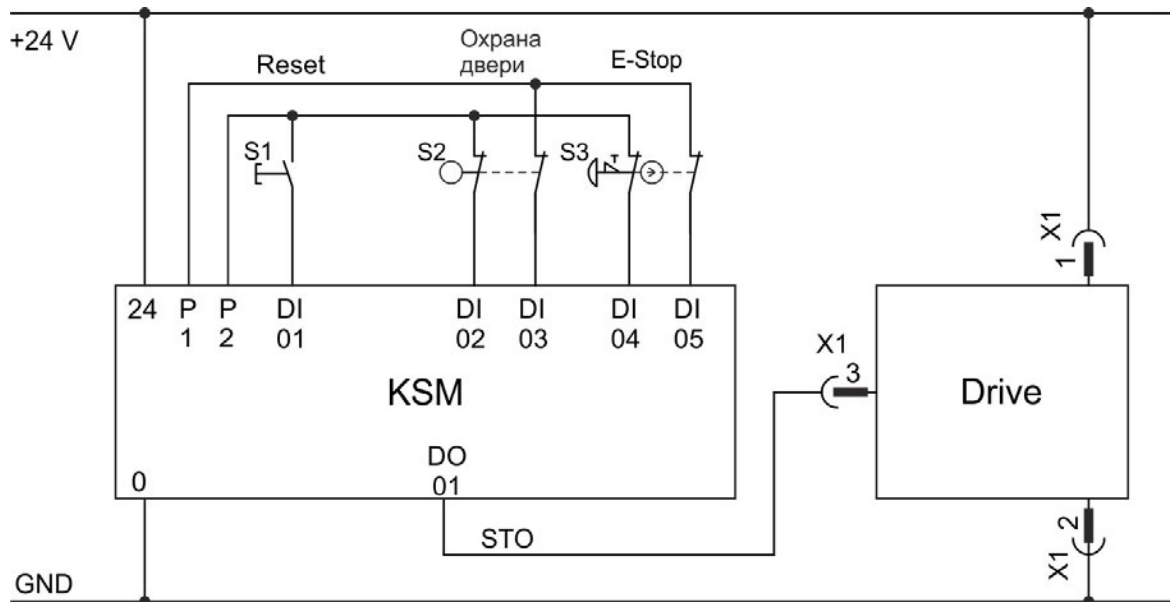 +24 V
Reset
Охрана
двери
E-Stop
S1
S2
S3
X1
1
24 P P DI DI DI DI DI
1 2 01 02 03 04 05
X1
3
KSM
Drive
DO
0
01
2
STO
X1
GND